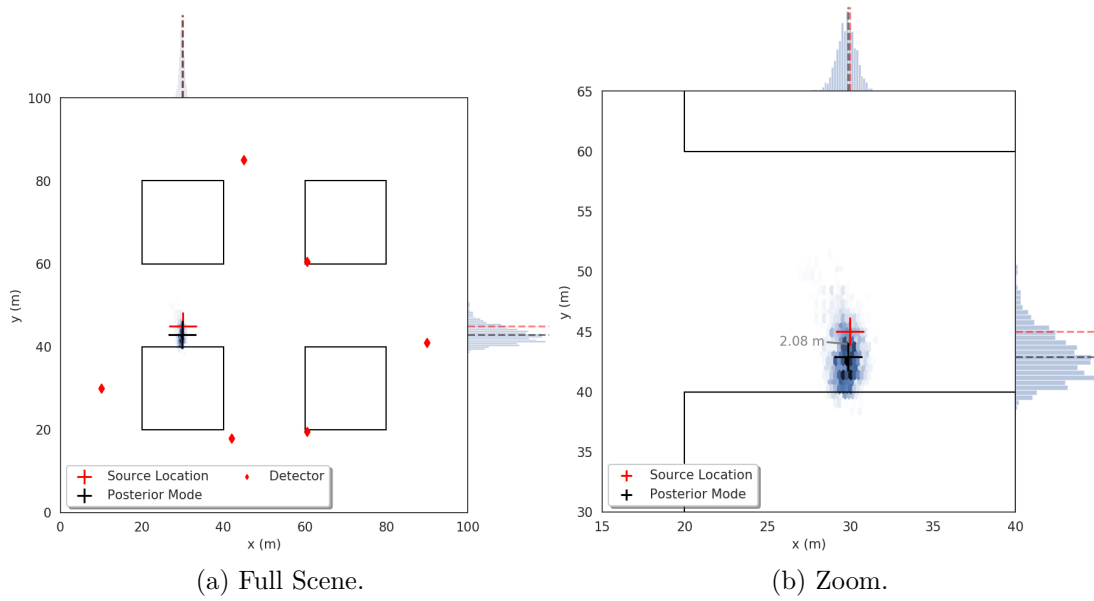 100
80
60
40
20
0
y (m)
0 20 40 60 80 100
x (m)
Source Location
Posterior Mode
Detector
(a) Full Scene.
65
60
55
50
45
40
35
30
y (m)
2.08 m
15 20 25 30 35 40
x (m)
Source Location
Posterior Mode
(b) Zoom.